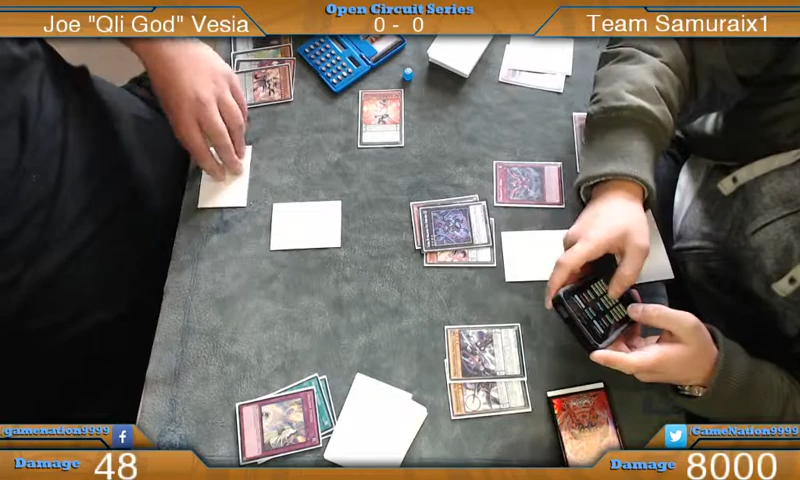 Open Circuit Series
Joe "Qli God" Vesia
0 - 0
Team Samuraix1
gamenation9999
GameNation9999
Damage 48
Damage 8000